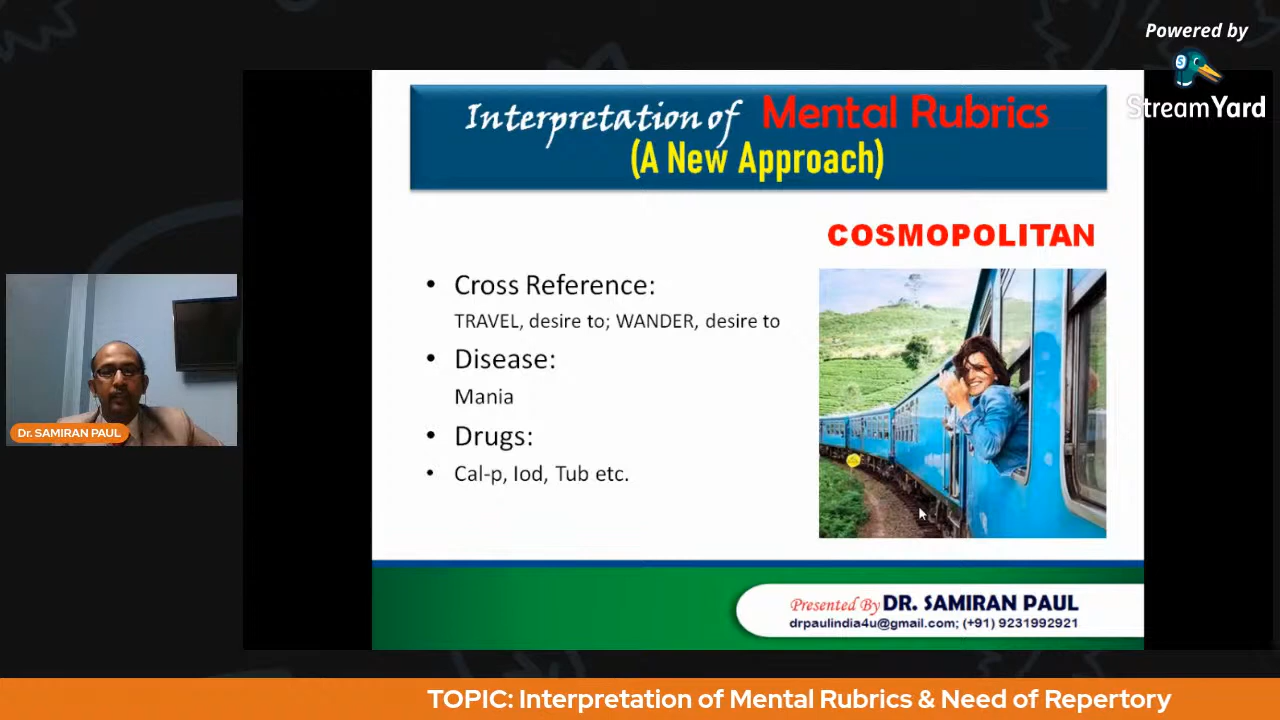 Powered by
StreamYard
Interpretation of Mental Rubrics
(A New Approach)
COSMOPOLITAN
• Cross Reference:
TRAVEL, desire to; WANDER, desire to
• Disease:
Mania
• Drugs:
• Cal-p, Iod, Tub etc.
Dr. SAMIRAN PAUL
Presented By DR. SAMIRAN PAUL
drpaulindia4u@gmail.com; (+91) 9231992921
TOPIC: Interpretation of Mental Rubrics & Need of Repertory